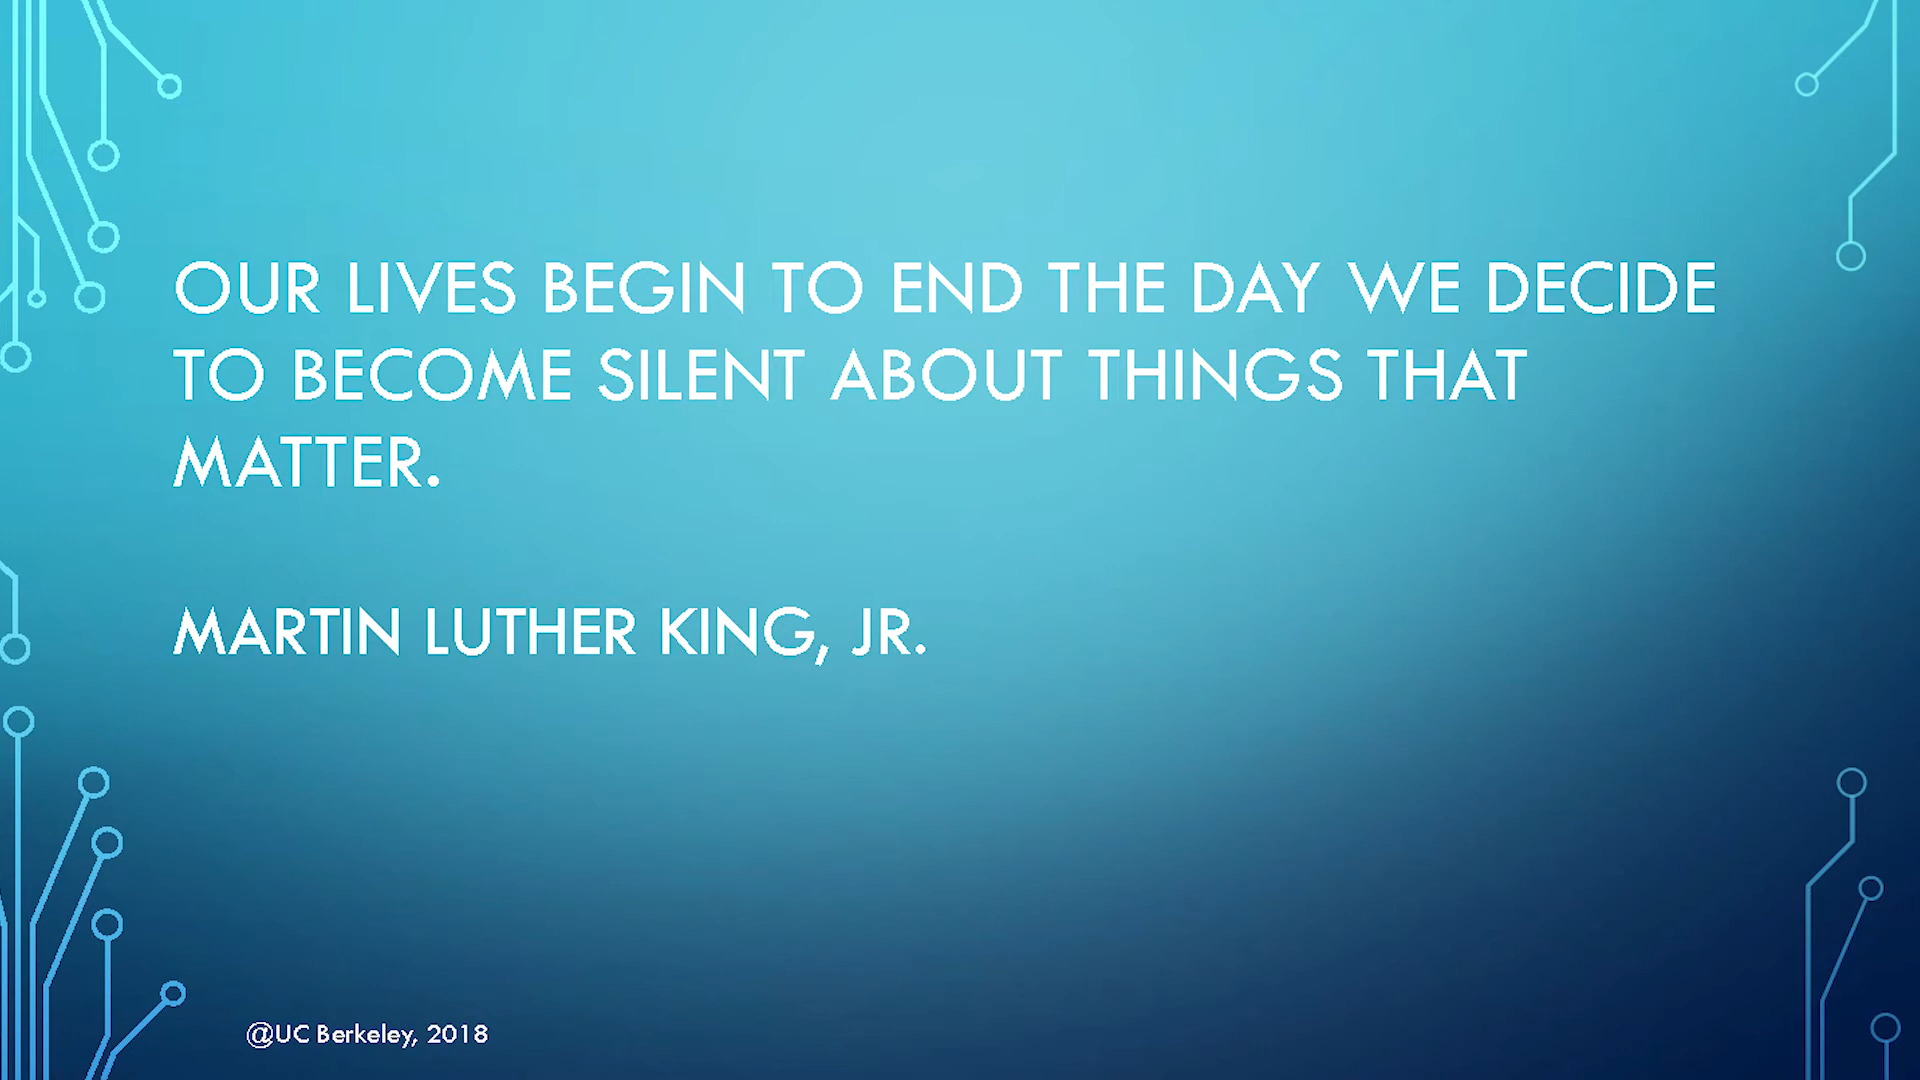 OUR LIVES BEGIN TO END THE DAY WE DECIDE
TO BECOME SILENT ABOUT THINGS THAT
MATTER.
MARTIN LUTHER KING, JR.
@UC Berkeley, 2018